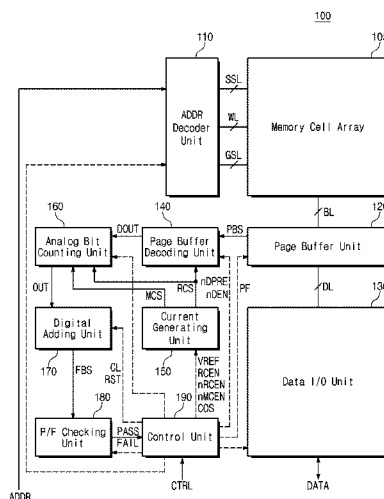 100
110
SSL
WL
GSL
ADDR
Decoder
Unit
Memory Cell Array
BL
160
140
DOUT
PBS
Analog Bit
Counting Unit
Page Buffer
Decoding Unit
Page Buffer Unit
OUT
MCS
RCS
nDPRE
nDEN
PF
DL
Digital
Adding Unit
Current
Generating
Unit
170
150
Data I/O Unit
FBS
CL
RST
VREF
RCEN
nRCEN
nMCEN
COS
180
190
P/F Checking
Unit
PASS
FAIL
Control Unit
CTRL
DATA
ADDR